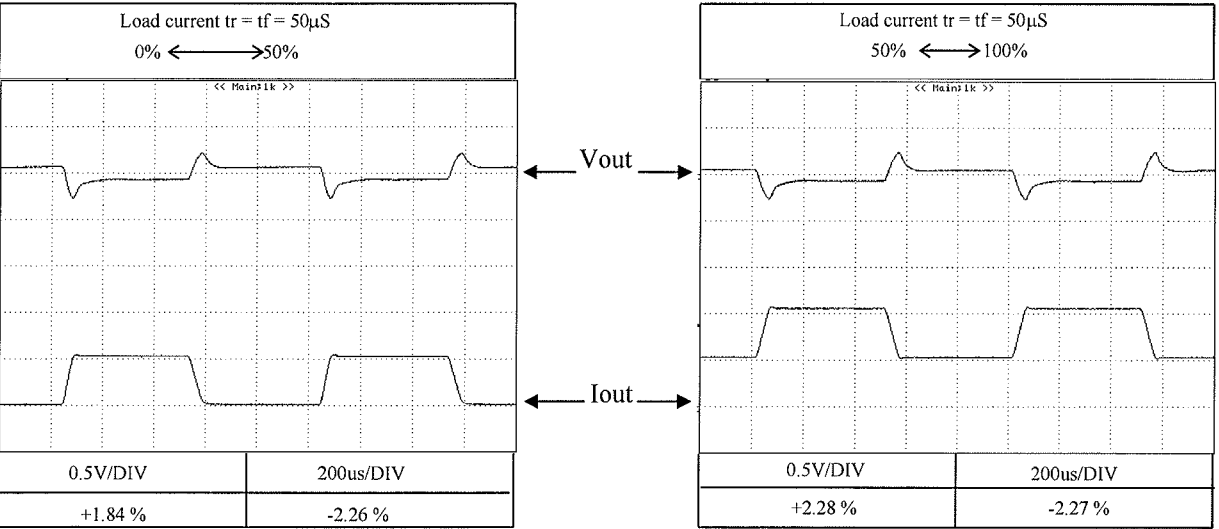 Load current tr = tf = 50µS
0% ⟷ 50%
<< Main:1k >>
0.5V/DIV
200us/DIV
+1.84 %
-2.26 %
Vout
Iout
Load current tr = tf = 50µS
50% ⟷ 100%
<< Main:1k >>
0.5V/DIV
200us/DIV
+2.28 %
-2.27 %